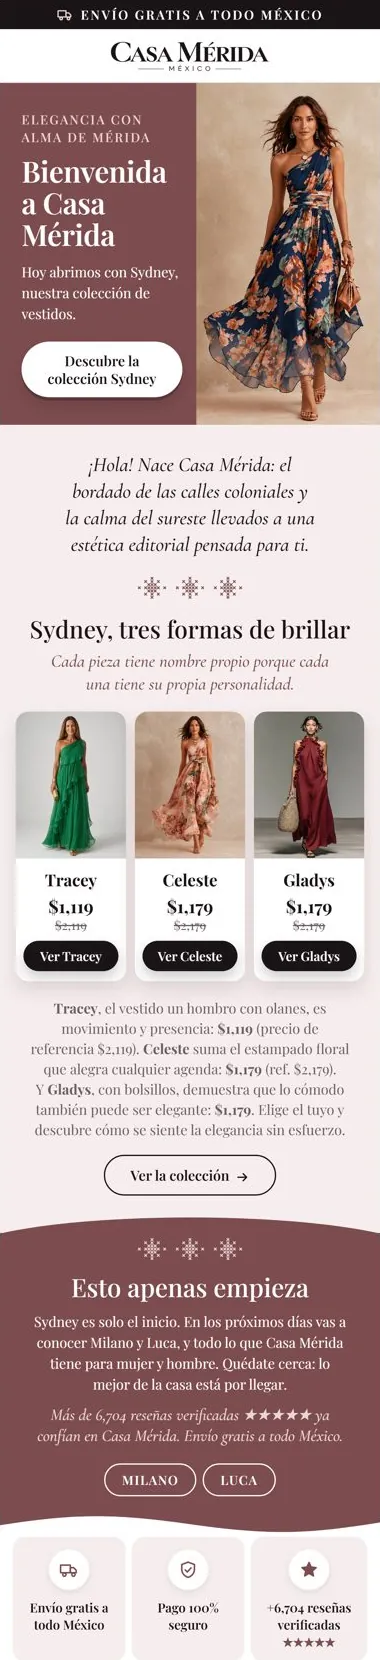 ENVÍO GRATIS A TODO MÉXICO
CASA MÉRIDA
MÉXICO
ELEGANCIA CON
ALMA DE MÉRIDA
Bienvenida
a Casa
Mérida
Hoy abrimos con Sydney,
nuestra colección de
vestidos.
Descubre la
colección Sydney
¡Hola! Nace Casa Mérida: el
bordado de las calles coloniales y
la calma del sureste llevados a una
estética editorial pensada para ti.
Sydney, tres formas de brillar
Cada pieza tiene nombre propio porque cada
una tiene su propia personalidad.
Tracey
$1,119
$2,119
Ver Tracey
Celeste
$1,179
$2,179
Ver Celeste
Gladys
$1,179
$2,179
Ver Gladys
Tracey, el vestido un hombro con olanes, es
movimiento y presencia: $1,119 (precio de
referencia $2,119). Celeste suma el estampado floral
que alegra cualquier agenda: $1,179 (ref. $2,179).
Y Gladys, con bolsillos, demuestra que lo cómodo
también puede ser elegante: $1,179. Elige el tuyo y
descubre cómo se siente la elegancia sin esfuerzo.
Ver la colección →
Esto apenas empieza
Sydney es solo el inicio. En los próximos días vas a
conocer Milano y Luca, y todo lo que Casa Mérida
tiene para mujer y hombre. Quédate cerca: lo
mejor de la casa está por llegar.
Más de 6,704 reseñas verificadas ★★★★★ ya
confían en Casa Mérida. Envío gratis a todo México.
MILANO
LUCA
Envío gratis a
todo México
Pago 100%
seguro
+6,704 reseñas
verificadas
★★★★★